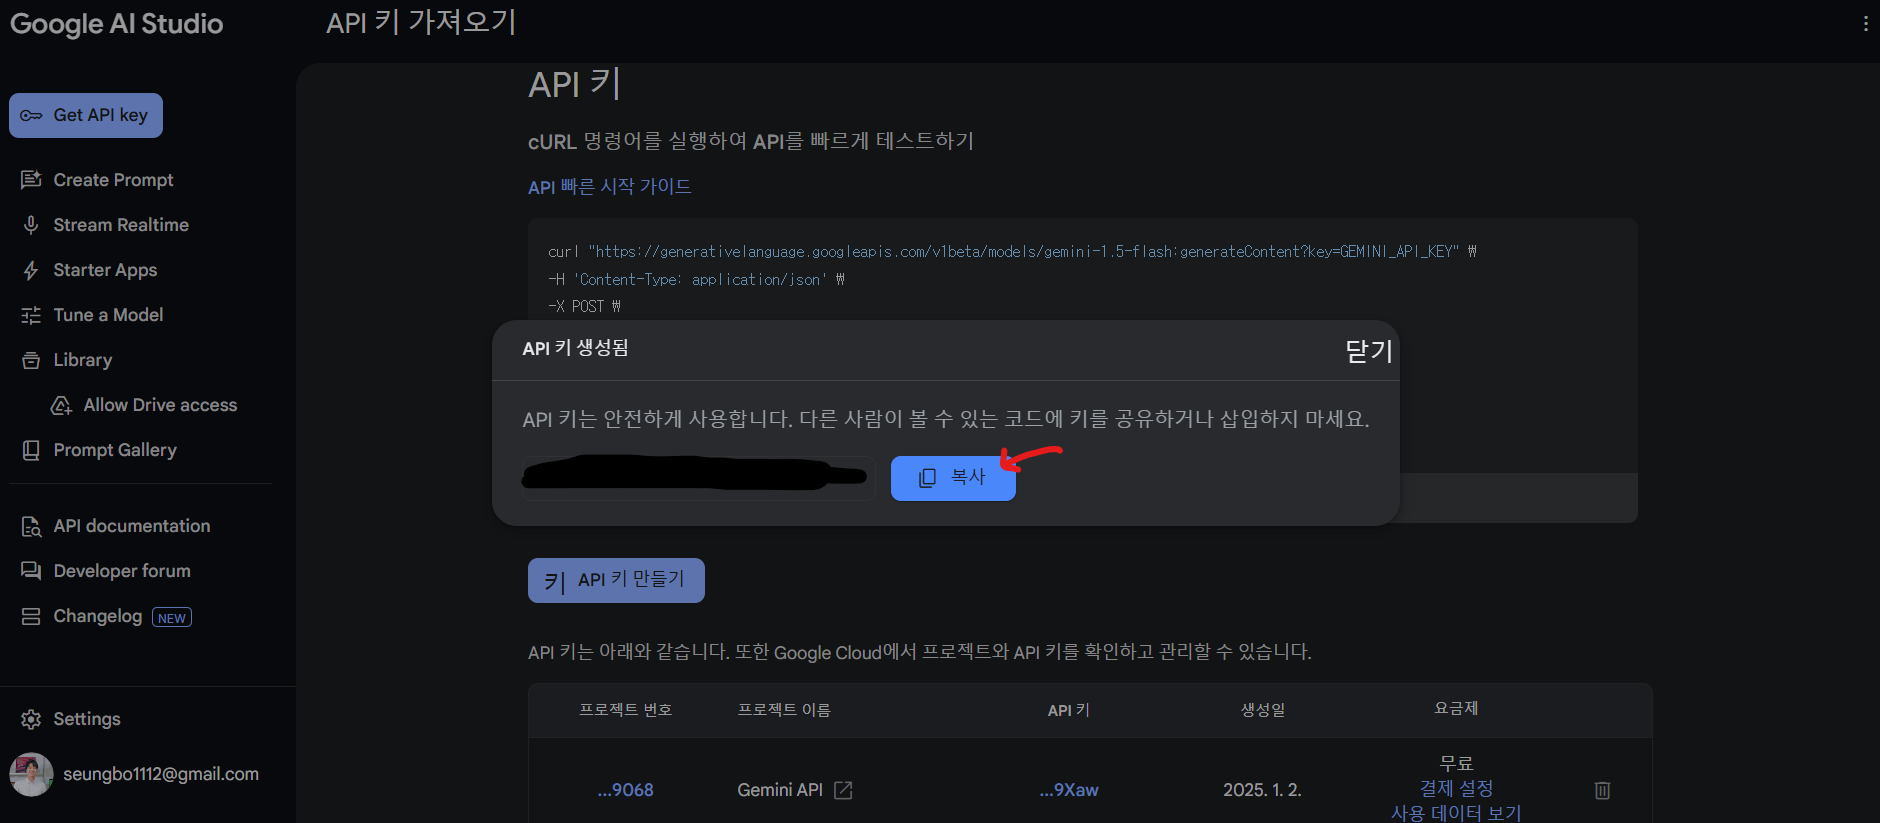 Google AI Studio
API 키 가져오기
Get API key
Create Prompt
Stream Realtime
Starter Apps
Tune a Model
Library
Allow Drive access
Prompt Gallery
API documentation
Developer forum
Changelog NEW
Settings
seungbo1112@gmail.com
API 키
cURL 명령어를 실행하여 API를 빠르게 테스트하기
API 빠른 시작 가이드
curl "https://generativelanguage.googleapis.com/v1beta/models/gemini-1.5-flash:generateContent?key=GEMINI_API_KEY" ₩
-H 'Content-Type: application/json' ₩
-X POST ₩
API 키 생성됨
닫기
API 키는 안전하게 사용합니다. 다른 사람이 볼 수 있는 코드에 키를 공유하거나 삽입하지 마세요.
복사
키 API 키 만들기
API 키는 아래와 같습니다. 또한 Google Cloud에서 프로젝트와 API 키를 확인하고 관리할 수 있습니다.
프로젝트 번호 프로젝트 이름 API 키 생성일 요금제
...9068 Gemini API ...9Xaw 2025. 1. 2. 무료
결제 설정
사용 데이터 보기